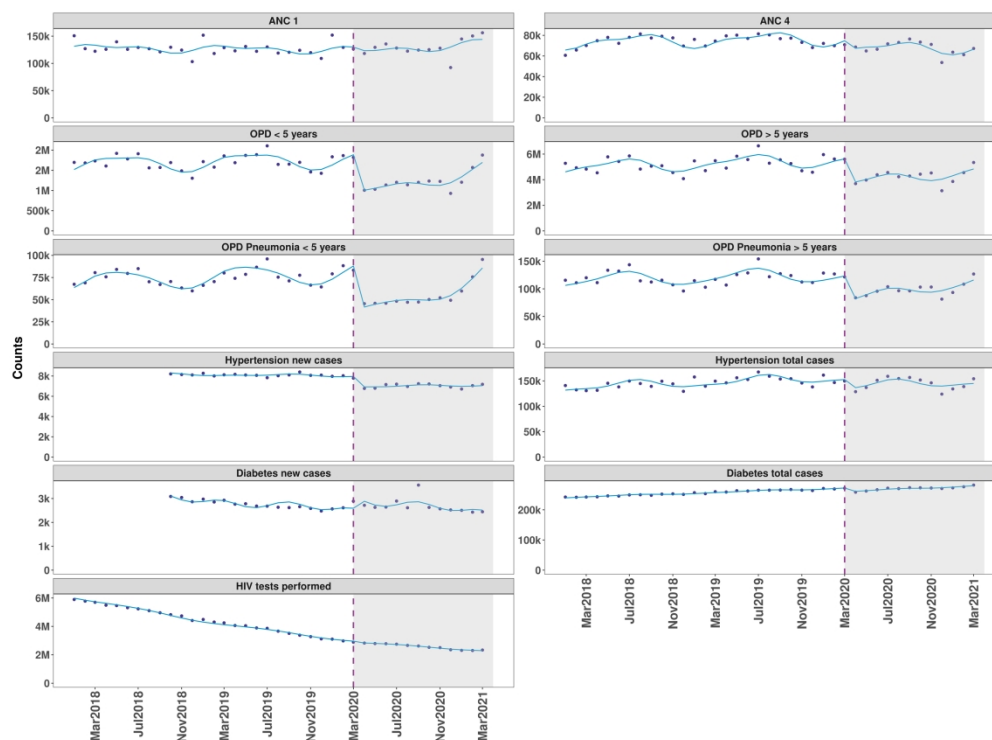 Counts
ANC 1
150k
100k
50k
0
ANC 4
80k
60k
40k
20k
0
OPD < 5 years
2M
2M
1M
500k
0
OPD > 5 years
6M
4M
2M
0
OPD Pneumonia < 5 years
100k
75k
50k
25k
0
OPD Pneumonia > 5 years
150k
100k
50k
0
Hypertension new cases
8k
6k
4k
2k
0
Hypertension total cases
150k
100k
50k
0
Diabetes new cases
3k
2k
1k
0
Diabetes total cases
200k
100k
0
HIV tests performed
6M
4M
2M
0
Mar2018
Jul2018
Nov2018
Mar2019
Jul2019
Nov2019
Mar2020
Jul2020
Nov2020
Mar2021
Mar2018
Jul2018
Nov2018
Mar2019
Jul2019
Nov2019
Mar2020
Jul2020
Nov2020
Mar2021